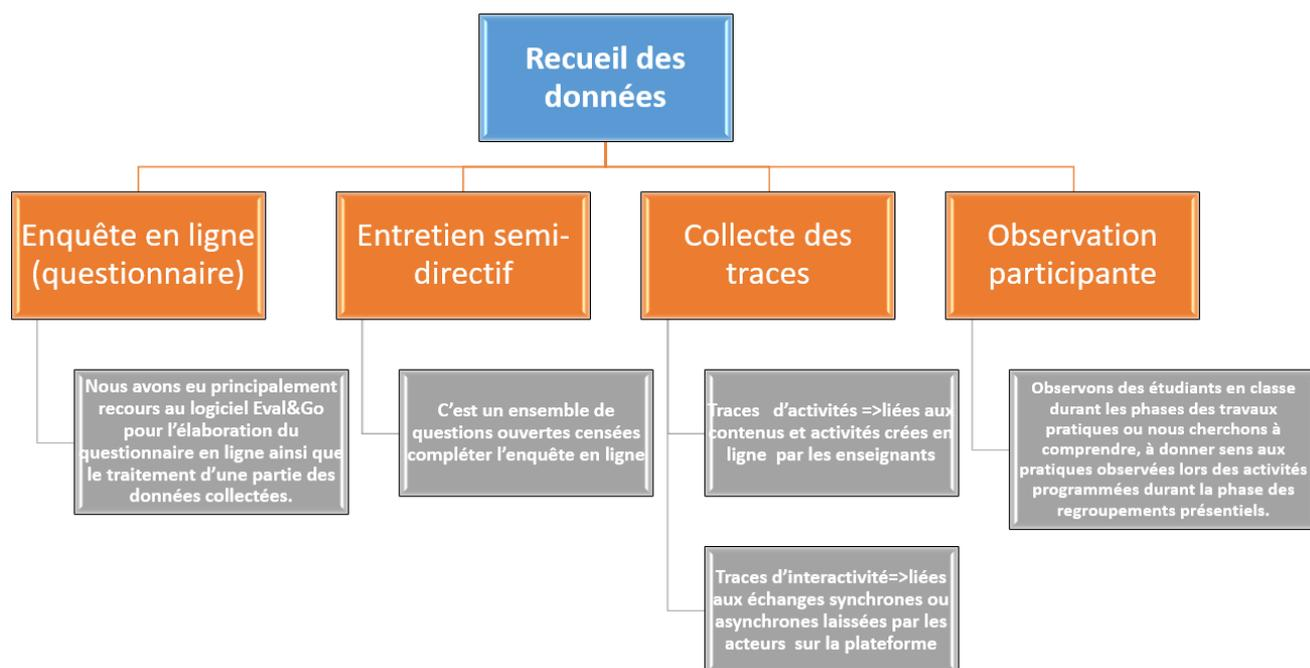 Recueil des
données
Enquête en ligne
(questionnaire)
Entretien semi-
directif
Collecte des
traces
Observation
participante
Nous avons eu principalement
recours au logiciel Eval&Go
pour l’élaboration du
questionnaire en ligne ainsi que
le traitement d’une partie des
données collectées.
C’est un ensemble de
questions ouvertes censées
compléter l’enquête en ligne
Traces d’activités =>liées aux
contenus et activités crées en
ligne par les enseignants
Observons des étudiants en classe
durant les phases des travaux
pratiques ou nous cherchons à
comprendre, à donner sens aux
pratiques observées lors des activités
programmées durant la phase des
regroupements présentiels.
Traces d’interactivité=>liées
aux échanges synchrones ou
asynchrones laissées par les
acteurs sur la plateforme